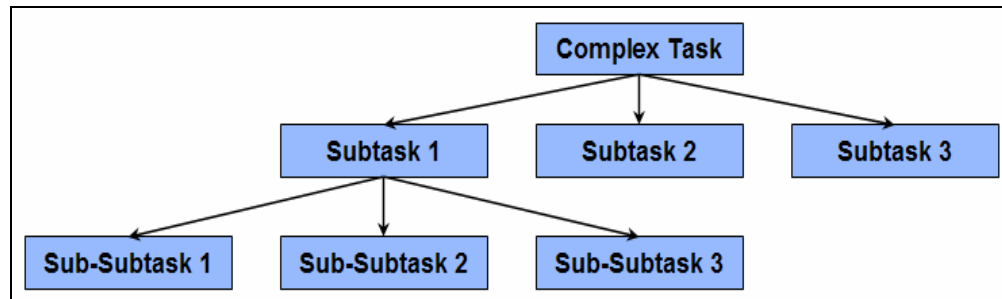 Complex Task
Subtask 1
Subtask 2
Subtask 3
Sub-Subtask 1
Sub-Subtask 2
Sub-Subtask 3